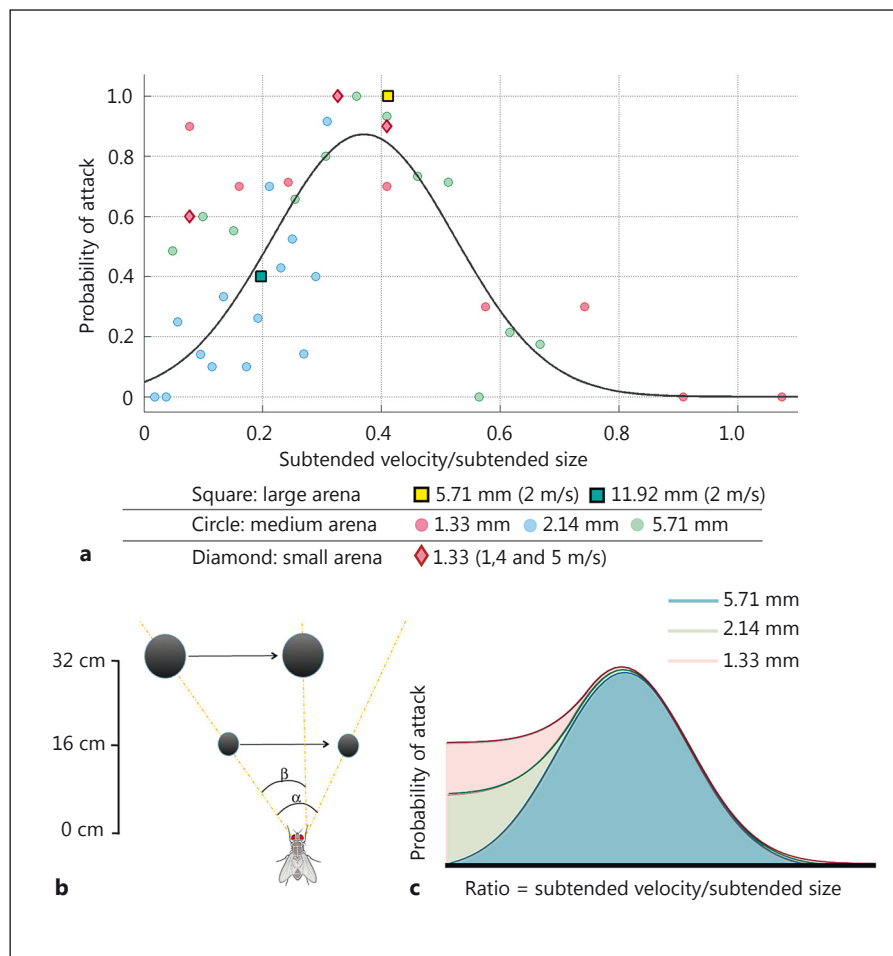 1.0
0.8
0.6
0.4
0.2
0
Probability of attack
0 0.2 0.4 0.6 0.8 1.0
Subtended velocity/subtended size
Square: large arena 5.71 mm (2 m/s) 11.92 mm (2 m/s)
Circle: medium arena 1.33 mm 2.14 mm 5.71 mm
a Diamond: small arena 1.33 (1,4 and 5 m/s)
32 cm
16 cm
0 cm
β
α
b
5.71 mm
2.14 mm
1.33 mm
Probability of attack
c Ratio = subtended velocity/subtended size